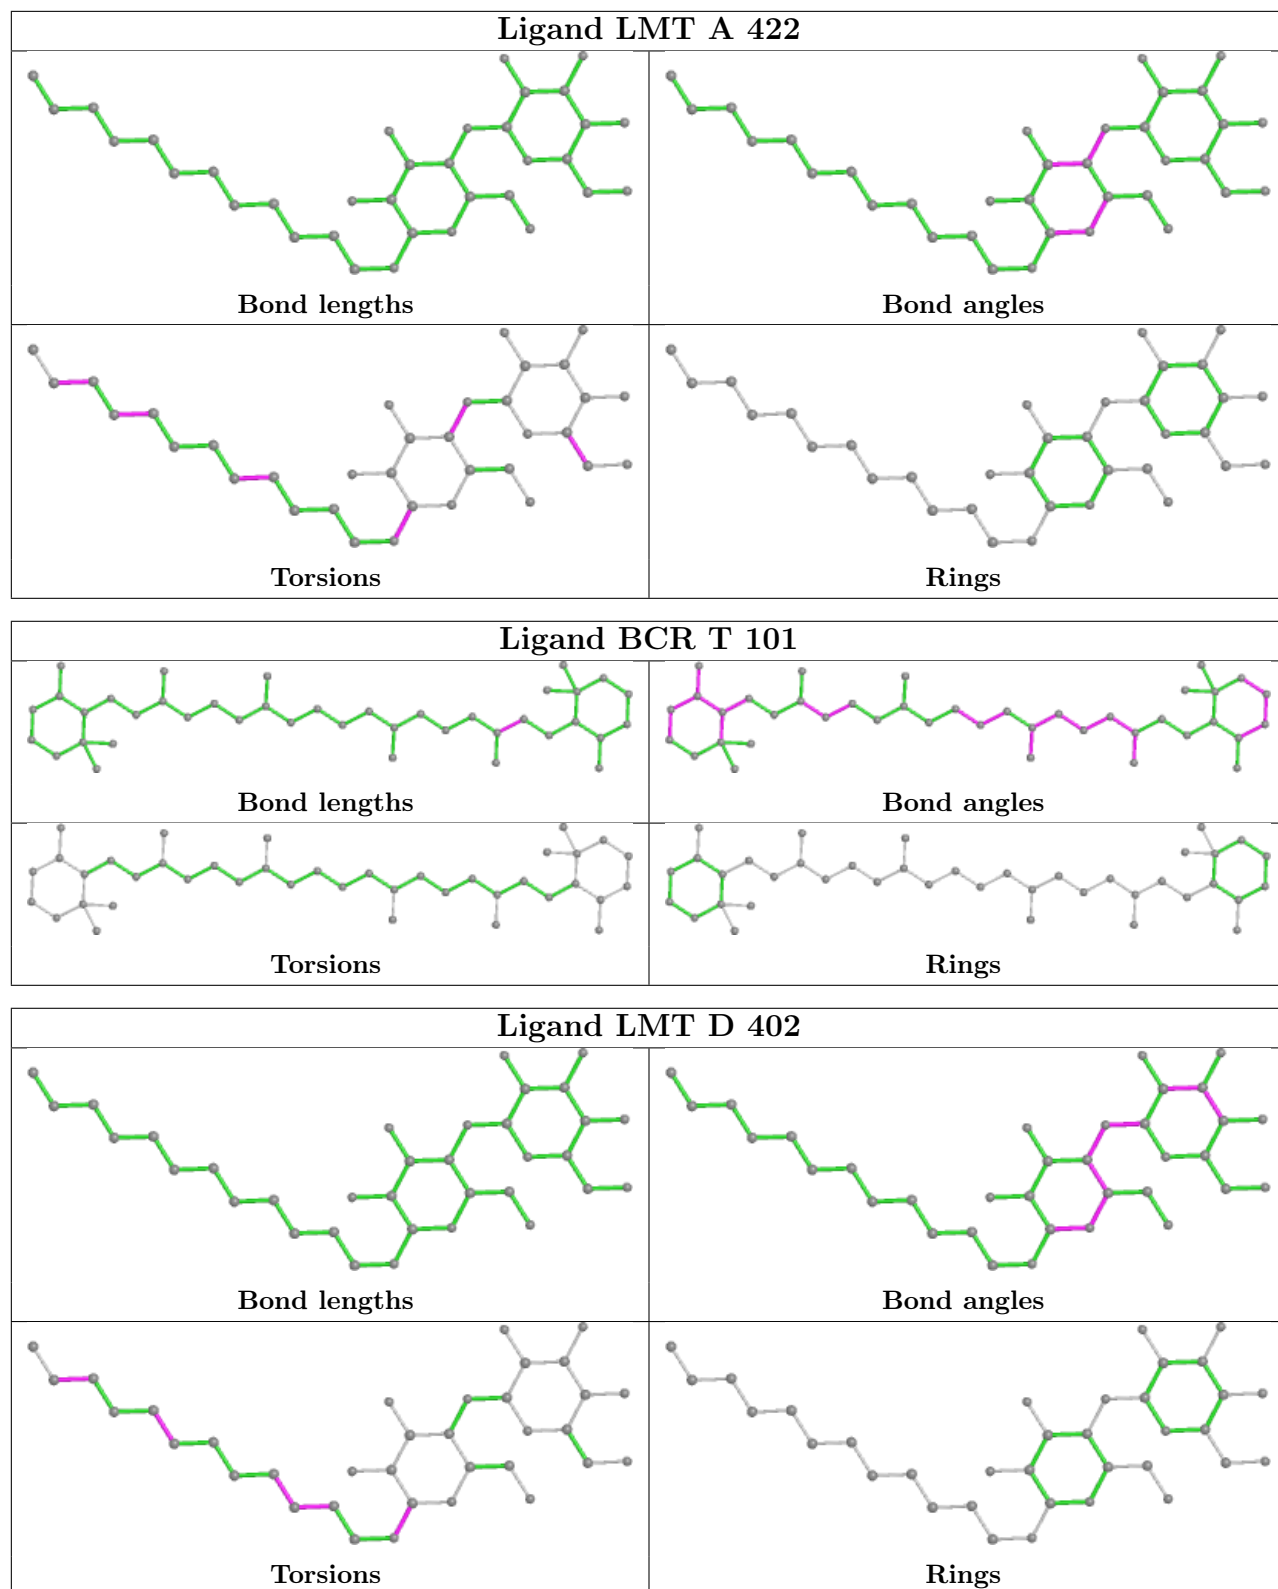 Ligand LMT A 422
Bond lengths
Bond angles
Torsions
Rings
Ligand BCR T 101
Bond lengths
Bond angles
Torsions
Rings
Ligand LMT D 402
Bond lengths
Bond angles
Torsions
Rings